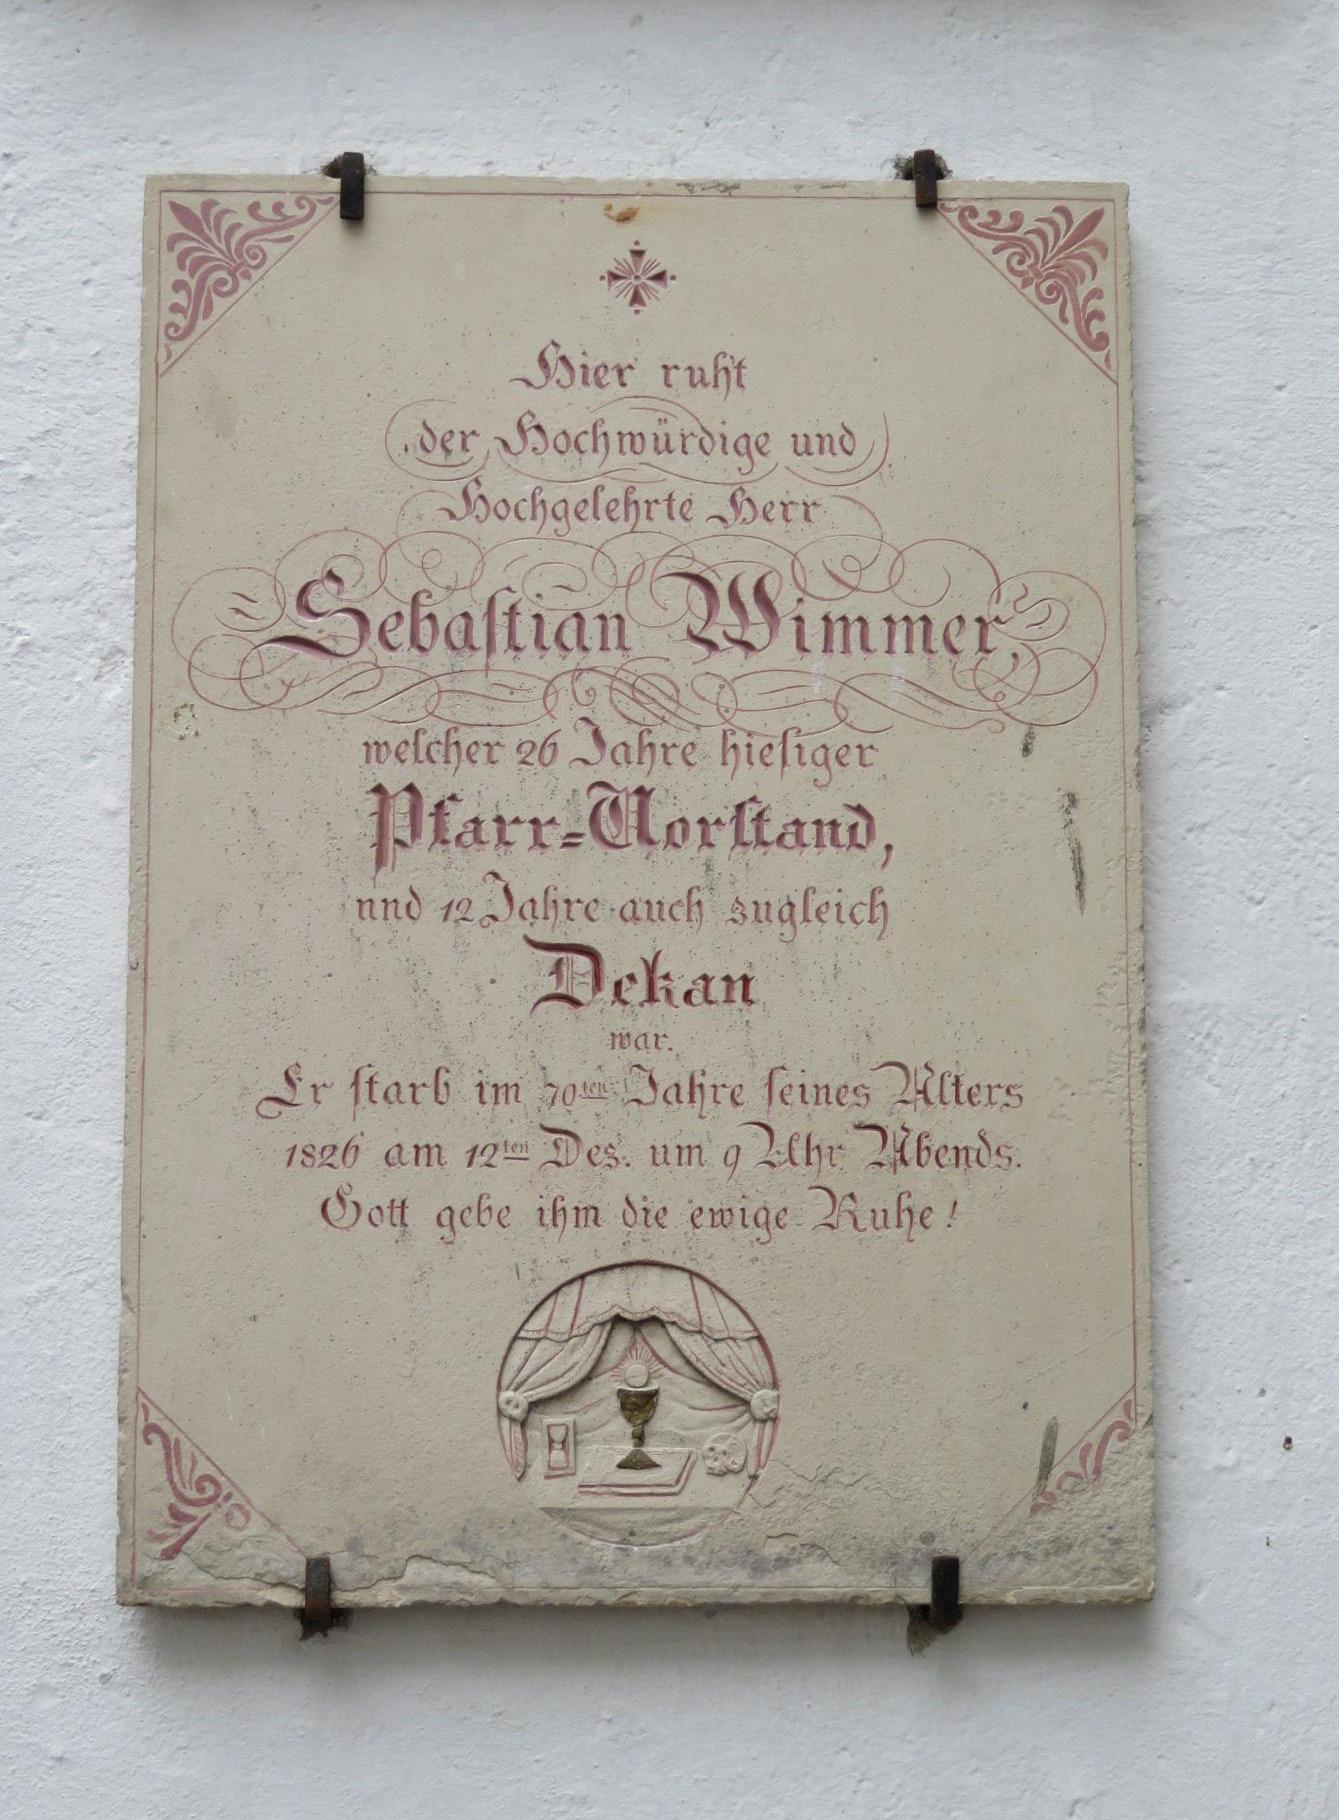 Hier ruht
der Hochwürdige und
Hochgelehrte Herr
Sebaſtian Wimmer,
welcher 26 Jahre hieſiger
Pfarr=Vorſtand,
und 12 Jahre auch zugleich
Dekan
war.
Er ſtarb im 70ten Jahre ſeines Alters
1826 am 12ten Dez. um 9 Uhr Abends.
Gott gebe ihm die ewige Ruhe!